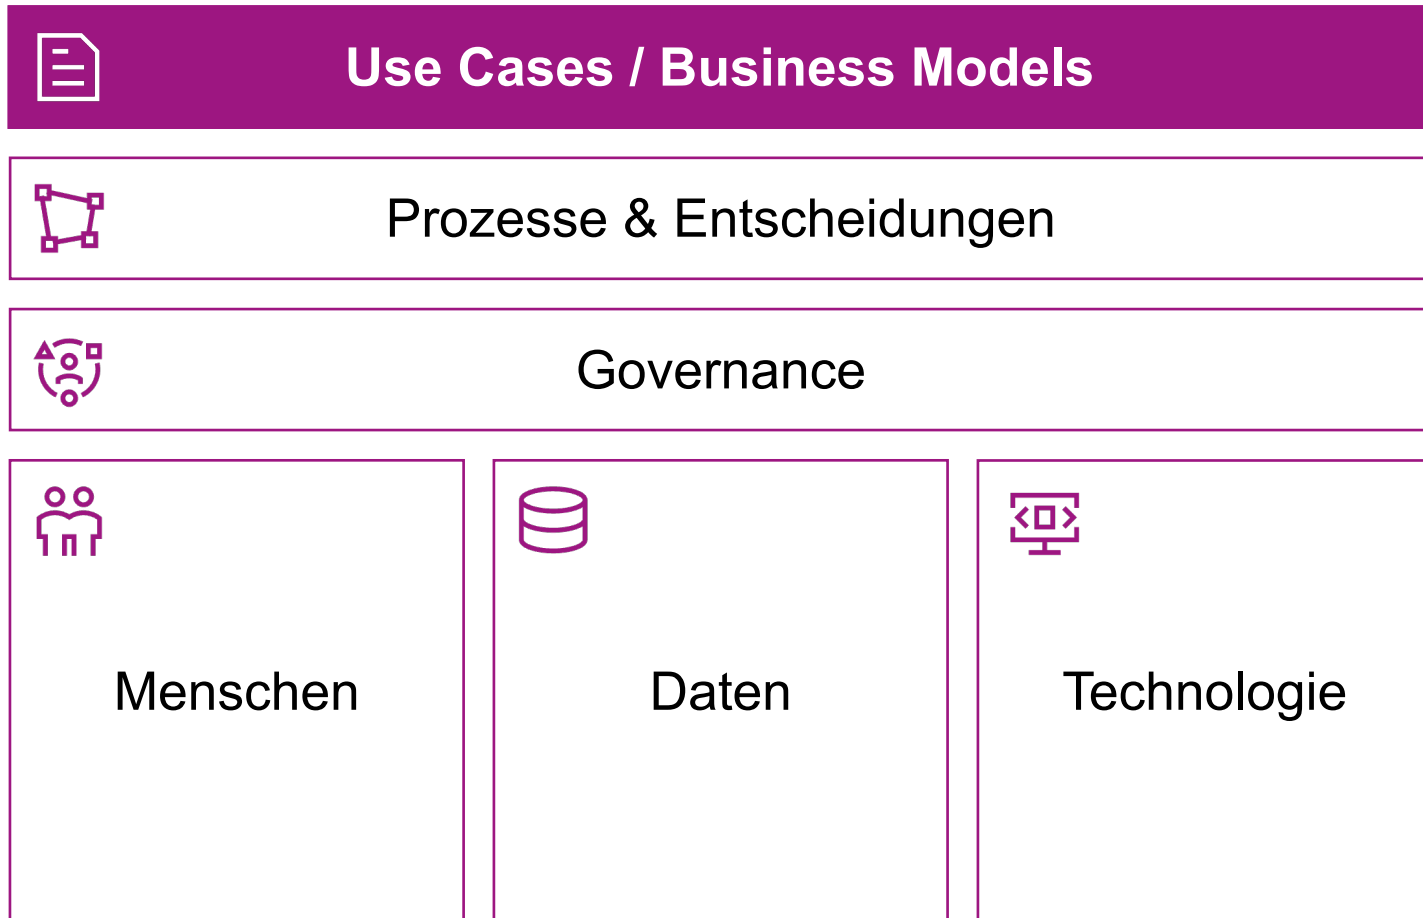 Use Cases / Business Models
Prozesse & Entscheidungen
Governance
Menschen
Daten
Technologie